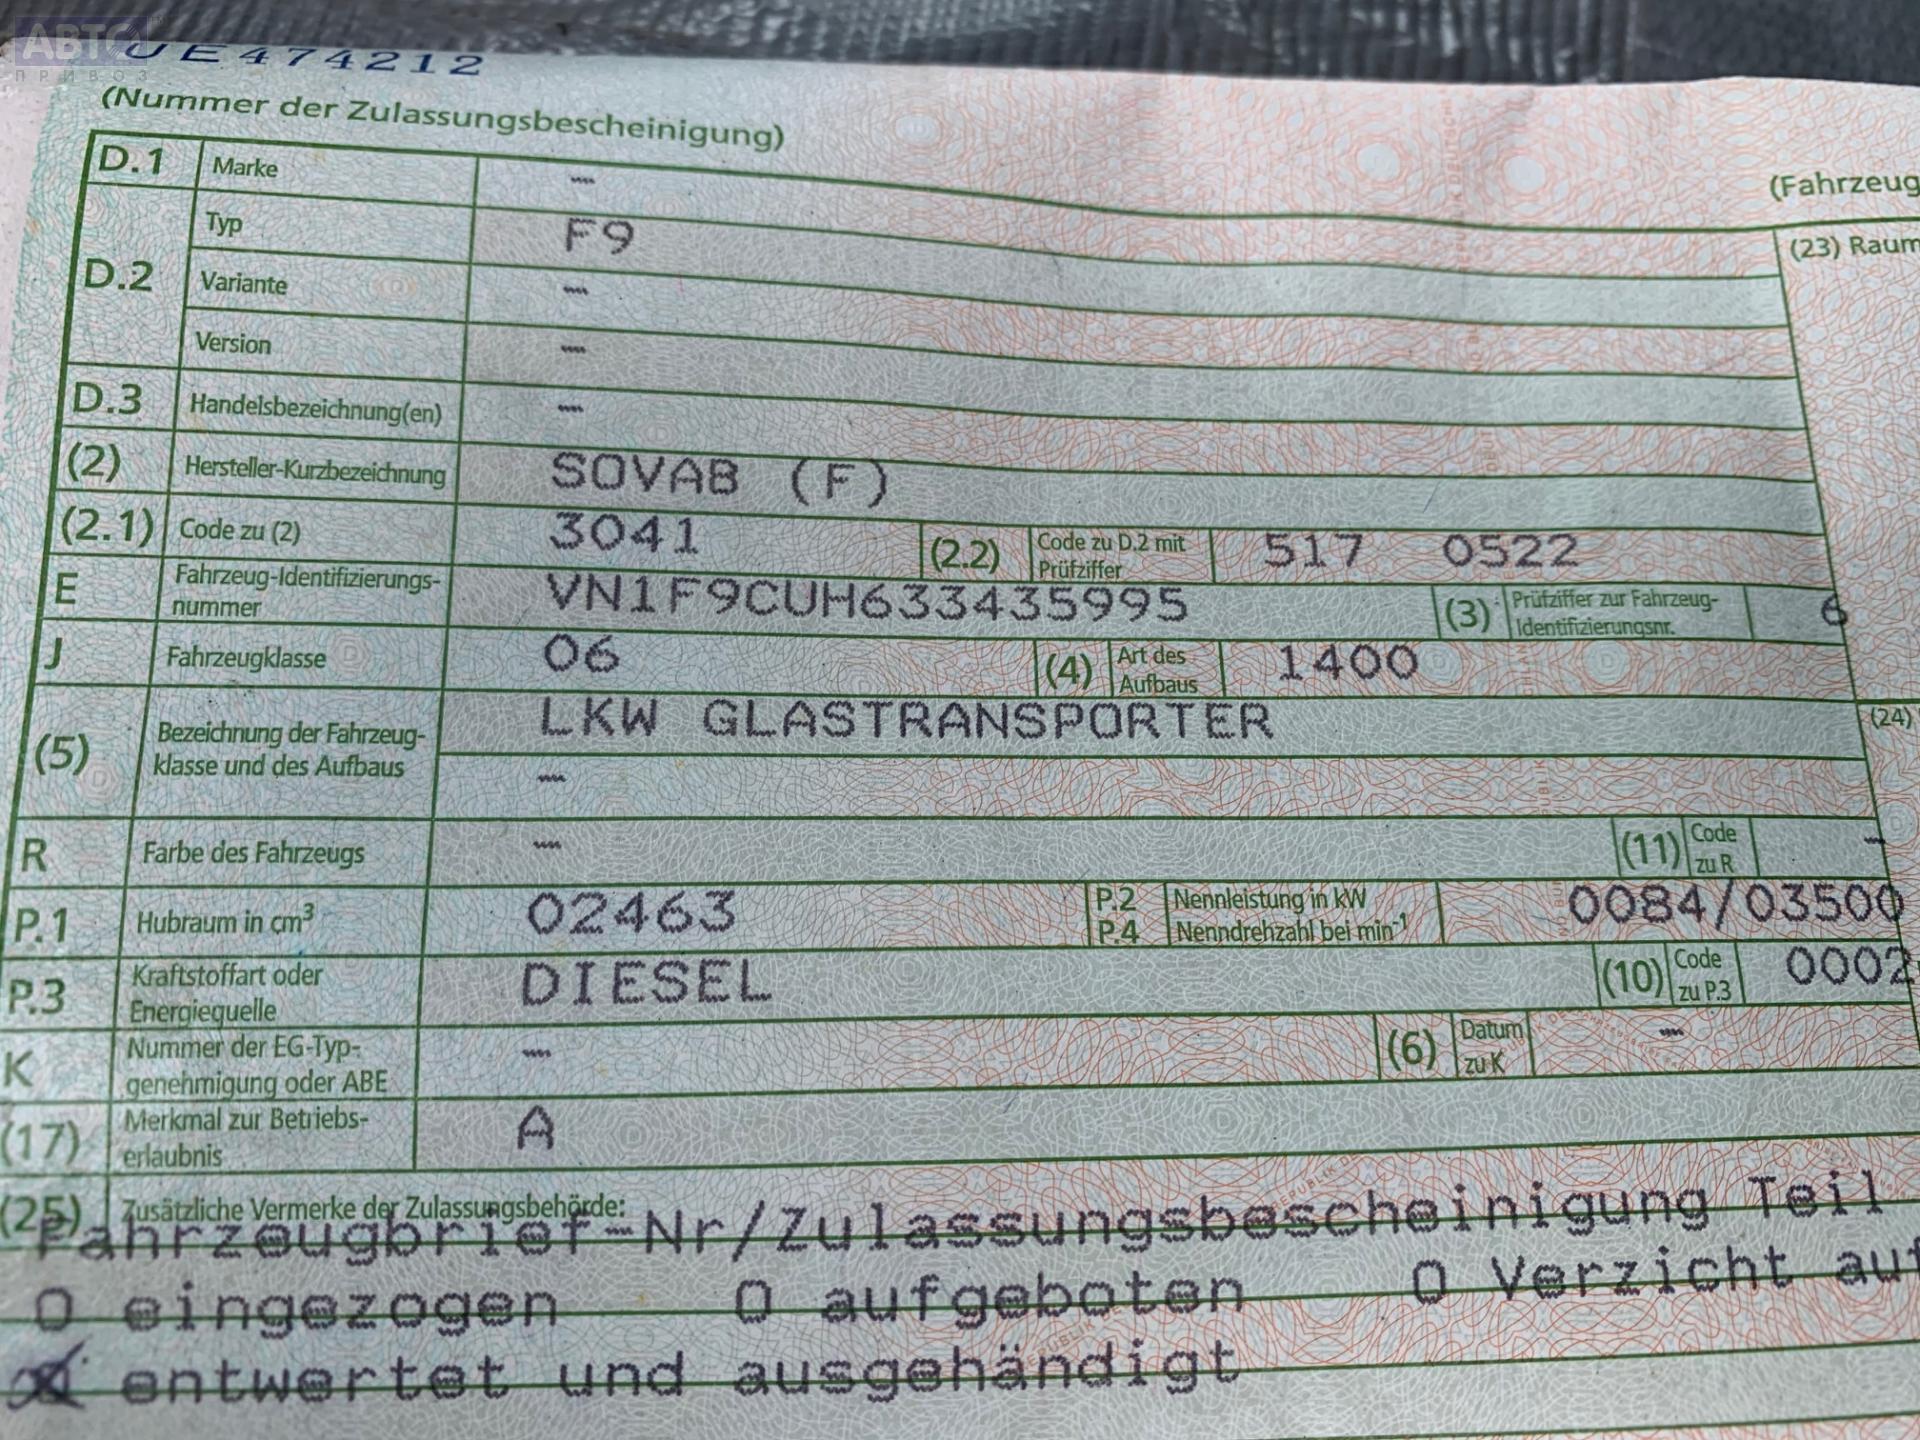 АВТО
ПРИВОЗ
UE474212
(Nummer der Zulassungsbescheinigung)
(Fahrzeug
D.1 Marke ---
D.2 Typ F9
(23) Raum
Variante ---
Version ---
D.3 Handelsbezeichnung(en) ---
(2) Hersteller-Kurzbezeichnung SOVAB (F)
(2.1) Code zu (2) 3041 (2.2) Code zu D.2 mit Prüfziffer 517 0522
E Fahrzeug-Identifizierungs-
nummer VN1F9CUH633435995 (3) Prüfziffer zur Fahrzeug-
Identifizierungsnr. 6
J Fahrzeugklasse 06 (4) Art des Aufbaus 1400
(5) Bezeichnung der Fahrzeug-
klasse und des Aufbaus LKW GLASTRANSPORTER
---
(24)
R Farbe des Fahrzeugs --- (11) Code zu R -
P.1 Hubraum in cm³ 02463 P.2 Nennleistung in kW
P.4 Nenndrehzahl bei min-1 0084/03500
P.3 Kraftstoffart oder
Energiequelle DIESEL (10) Code zu P.3 0002
K Nummer der EG-Typ-
genehmigung oder ABE --- (6) Datum zu K ---
(17) Merkmal zur Betriebs-
erlaubnis A
(25) Zusätzliche Vermerke der Zulassungsbehörde:
Fahrzeugbrief-Nr/Zulassungsbescheinigung Teil
O eingezogen O aufgeboten O Verzicht auf
X entwertet und ausgehändigt